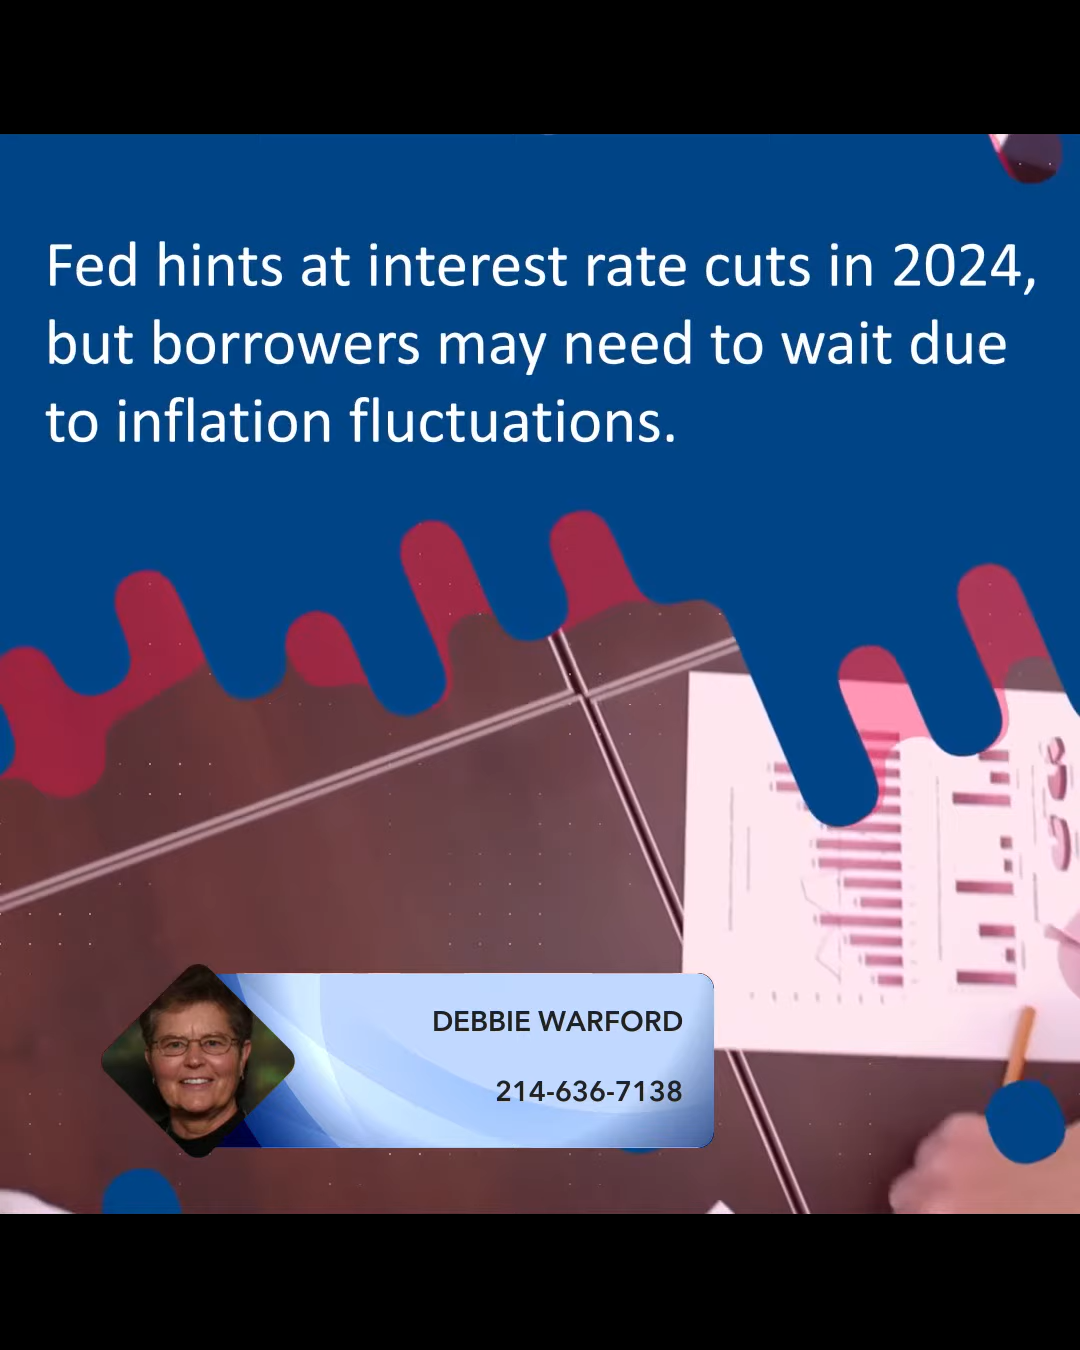 Fed hints at interest rate cuts in 2024,
but borrowers may need to wait due
to inflation fluctuations.
DEBBIE WARFORD
214-636-7138